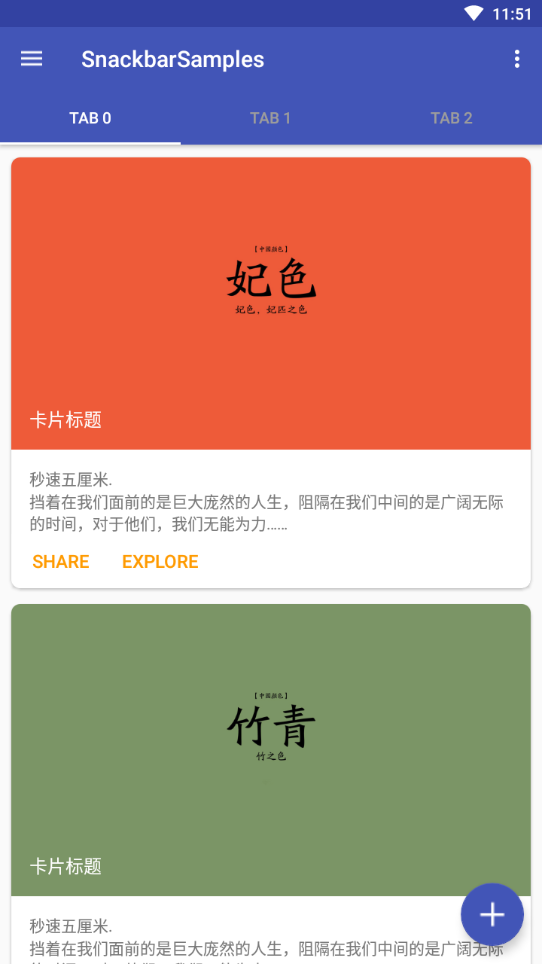 11:51
SnackbarSamples
TAB 0
TAB 1
TAB 2
【中國顏色】
妃色
妃色，妃匹之色
卡片标题
秒速五厘米.
挡着在我们面前的是巨大庞然的人生，阻隔在我们中间的是广阔无际
的时间，对于他们，我们无能为力……
SHARE
EXPLORE
【中國顏色】
竹青
竹之色
卡片标题
秒速五厘米.
挡着在我们面前的是巨大庞然的人生，阻隔在我们中间的是广阔无际